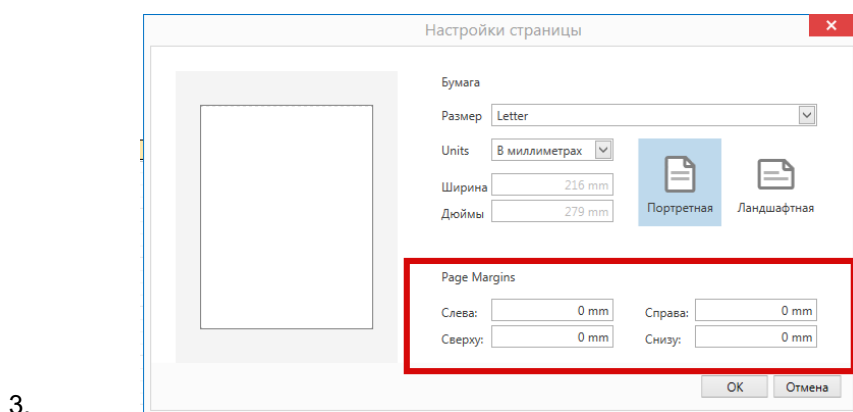 Настройки страницы
Бумага
Размер Letter
Units В миллиметрах
Ширина 216 mm
Дюймы 279 mm
Портретная Ландшафтная
Page Margins
Слева: 0 mm Справа: 0 mm
Сверху: 0 mm Снизу: 0 mm
ОК Отмена
3.